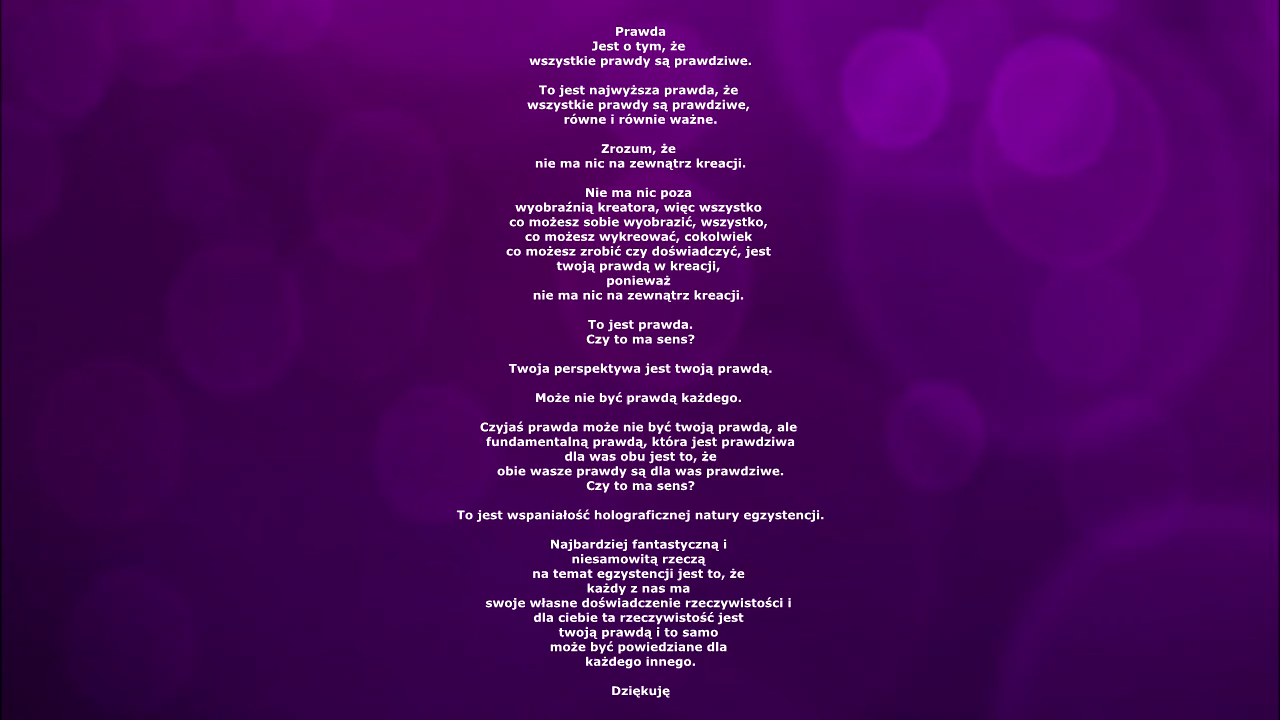 Prawda
Jest o tym, że
wszystkie prawdy są prawdziwe.
To jest najwyższa prawda, że
wszystkie prawdy są prawdziwe,
równe i równie ważne.
Zrozum, że
nie ma nic na zewnątrz kreacji.
Nie ma nic poza
wyobraźnią kreatora, więc wszystko
co możesz sobie wyobrazić, wszystko,
co możesz wykreować, cokolwiek
co możesz zrobić czy doświadczyć, jest
twoją prawdą w kreacji,
ponieważ
nie ma nic na zewnątrz kreacji.
To jest prawda.
Czy to ma sens?
Twoja perspektywa jest twoją prawdą.
Może nie być prawdą każdego.
Czyjaś prawda może nie być twoją prawdą, ale
fundamentalną prawdą, która jest prawdziwa
dla was obu jest to, że
obie wasze prawdy są dla was prawdziwe.
Czy to ma sens?
To jest wspaniałość holograficznej natury egzystencji.
Najbardziej fantastyczną i
niesamowitą rzeczą
na temat egzystencji jest to, że
każdy z nas ma
swoje własne doświadczenie rzeczywistości i
dla ciebie ta rzeczywistość jest
twoją prawdą i to samo
może być powiedziane dla
każdego innego.
Dziękuję